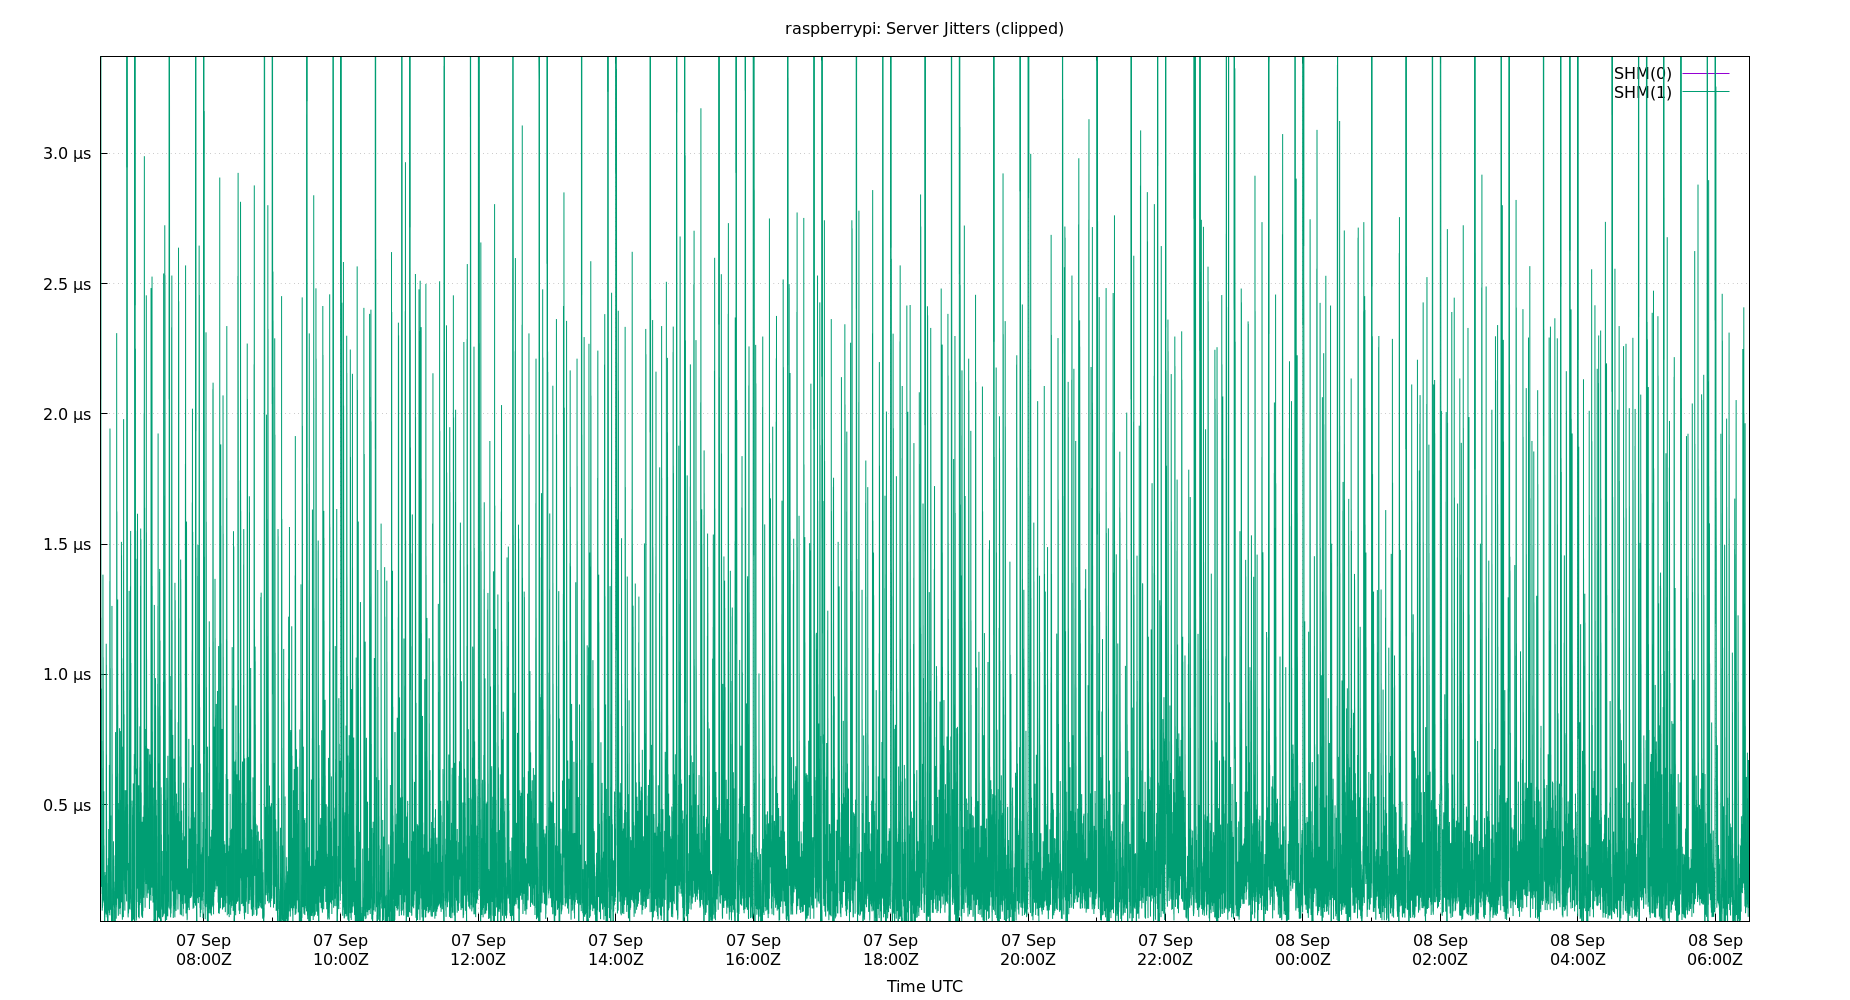 raspberrypi: Server Jitters (clipped)
SHM(0)
SHM(1)
3.0 µs
2.5 µs
2.0 µs
1.5 µs
1.0 µs
0.5 µs
07 Sep 07 Sep 07 Sep 07 Sep 07 Sep 07 Sep 07 Sep 07 Sep 08 Sep 08 Sep 08 Sep 08 Sep
08:00Z 10:00Z 12:00Z 14:00Z 16:00Z 18:00Z 20:00Z 22:00Z 00:00Z 02:00Z 04:00Z 06:00Z
Time UTC